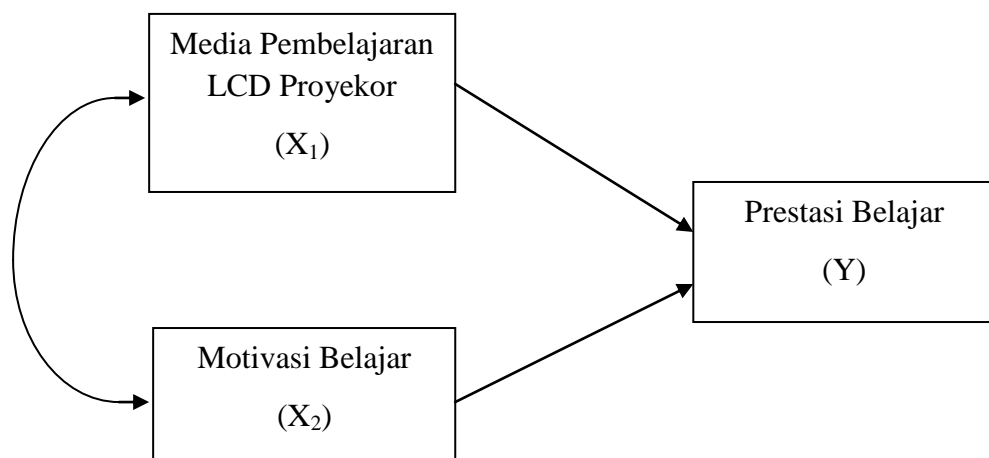 Media Pembelajaran
LCD Proyekor
(X₁)
Prestasi Belajar
(Y)
Motivasi Belajar
(X₂)